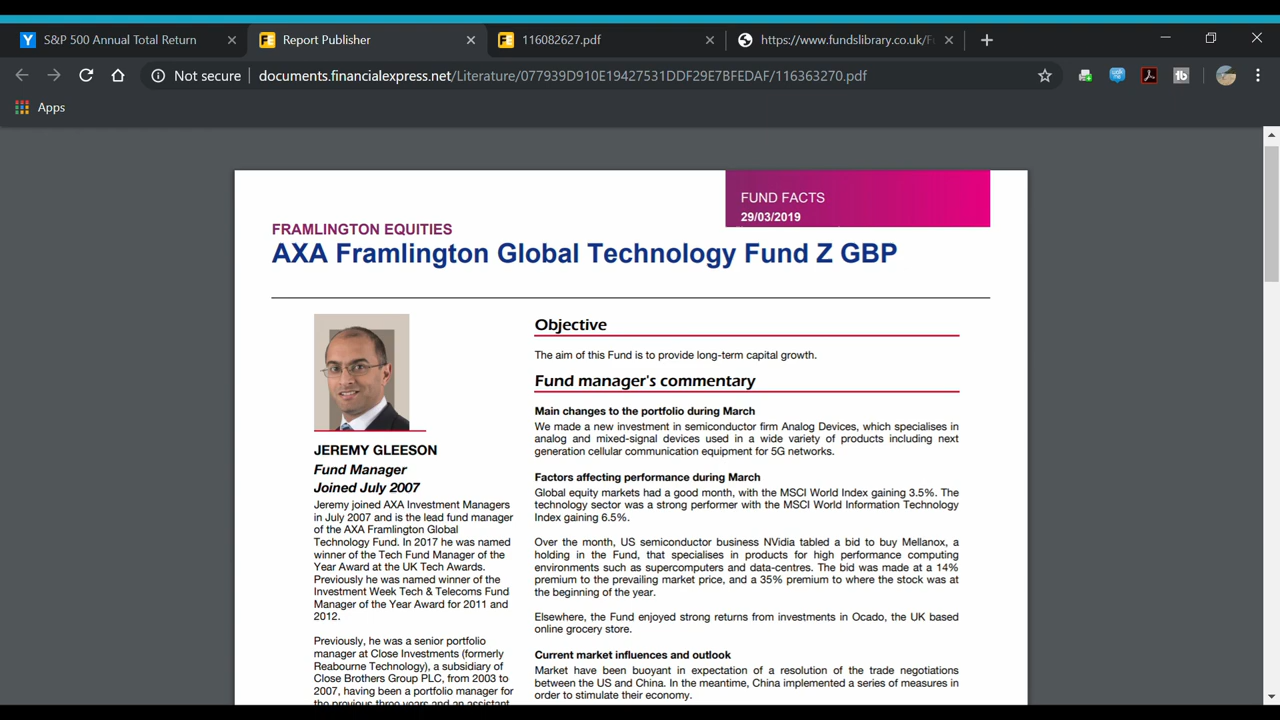 S&P 500 Annual Total Return
Report Publisher
116082627.pdf
https://www.fundslibrary.co.uk/F
Not secure
documents.financialexpress.net/Literature/077939D910E19427531DDF29E7BFEDAF/116363270.pdf
Apps
FUND FACTS
29/03/2019
FRAMLINGTON EQUITIES
AXA Framlington Global Technology Fund Z GBP
JEREMY GLEESON
Fund Manager
Joined July 2007
Jeremy joined AXA Investment Managers
in July 2007 and is the lead fund manager
of the AXA Framlington Global
Technology Fund. In 2017 he was named
winner of the Tech Fund Manager of the
Year Award at the UK Tech Awards.
Previously he was named winner of the
Investment Week Tech & Telecoms Fund
Manager of the Year Award for 2011 and
2012.
Previously, he was a senior portfolio
manager at Close Investments (formerly
Reabourne Technology), a subsidiary of
Close Brothers Group PLC, from 2003 to
2007, having been a portfolio manager for
the previous three years and an assistant
Objective
The aim of this Fund is to provide long-term capital growth.
Fund manager's commentary
Main changes to the portfolio during March
We made a new investment in semiconductor firm Analog Devices, which specialises in
analog and mixed-signal devices used in a wide variety of products including next
generation cellular communication equipment for 5G networks.
Factors affecting performance during March
Global equity markets had a good month, with the MSCI World Index gaining 3.5%. The
technology sector was a strong performer with the MSCI World Information Technology
Index gaining 6.5%.
Over the month, US semiconductor business NVidia tabled a bid to buy Mellanox, a
holding in the Fund, that specialises in products for high performance computing
environments such as supercomputers and data-centres. The bid was made at a 14%
premium to the prevailing market price, and a 35% premium to where the stock was at
the beginning of the year.
Elsewhere, the Fund enjoyed strong returns from investments in Ocado, the UK based
online grocery store.
Current market influences and outlook
Market have been buoyant in expectation of a resolution of the trade negotiations
between the US and China. In the meantime, China implemented a series of measures in
order to stimulate their economy.